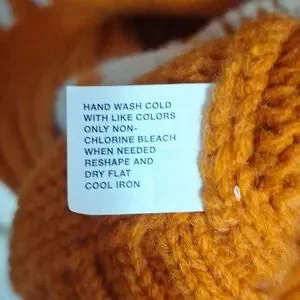 HAND WASH COLD
WITH LIKE COLORS
ONLY NON-
CHLORINE BLEACH
WHEN NEEDED
RESHAPE AND
DRY FLAT
COOL IRON